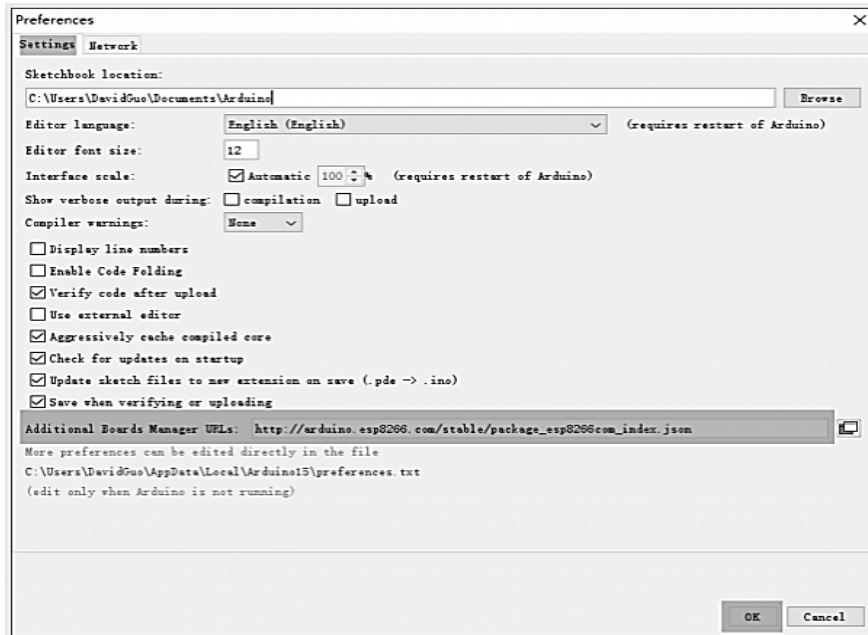 Preferences
Settings Network
Sketchbook location:
C:\Users\DavidGuo\Documents\Arduino
Browse
Editor language: English (English) (requires restart of Arduino)
Editor font size: 12
Interface scale: Automatic 100 % (requires restart of Arduino)
Show verbose output during: compilation upload
Compiler warnings: None
Display line numbers
Enable Code Folding
Verify code after upload
Use external editor
Aggressively cache compiled core
Check for updates on startup
Update sketch files to new extension on save (.pde -> .ino)
Save when verifying or uploading
Additional Boards Manager URLs: http://arduino.esp8266.com/stable/package_esp8266com_index.json
More preferences can be edited directly in the file
C:\Users\DavidGuo\AppData\Local\Arduino15\preferences.txt
(edit only when Arduino is not running)
OK Cancel